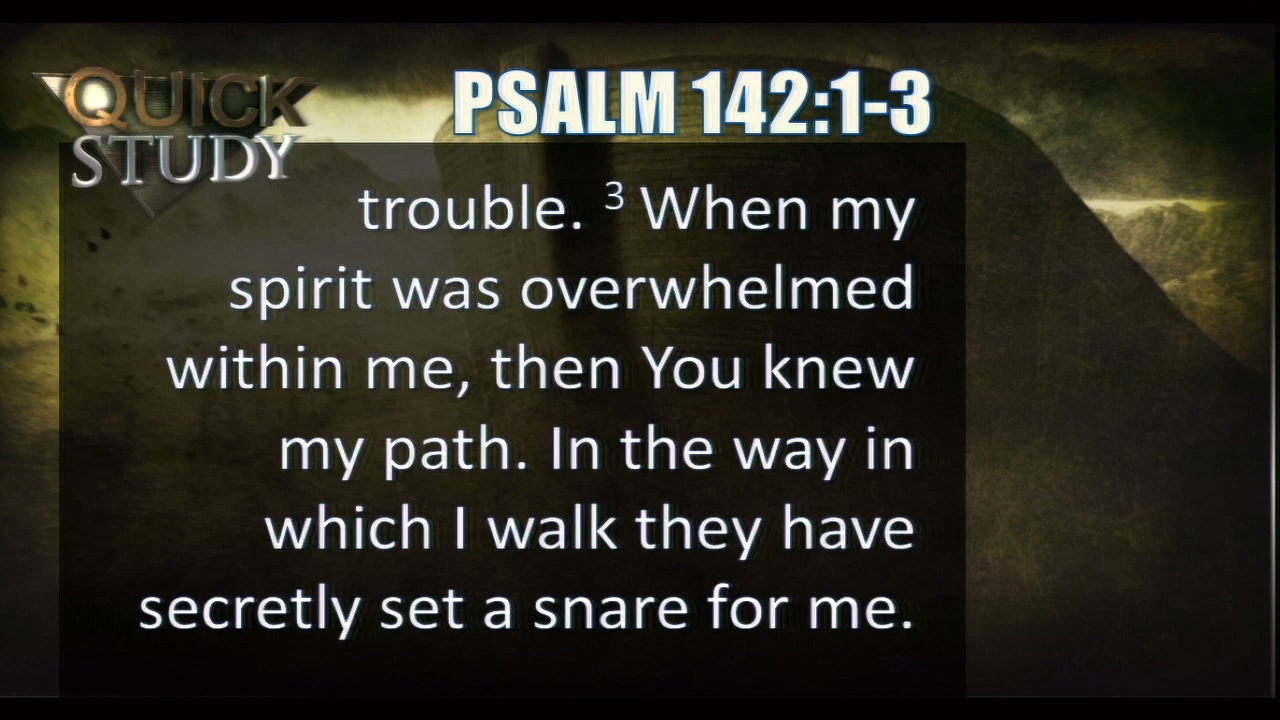 QUICK
STUDY
PSALM 142:1-3
trouble. ³ When my
spirit was overwhelmed
within me, then You knew
my path. In the way in
which I walk they have
secretly set a snare for me.